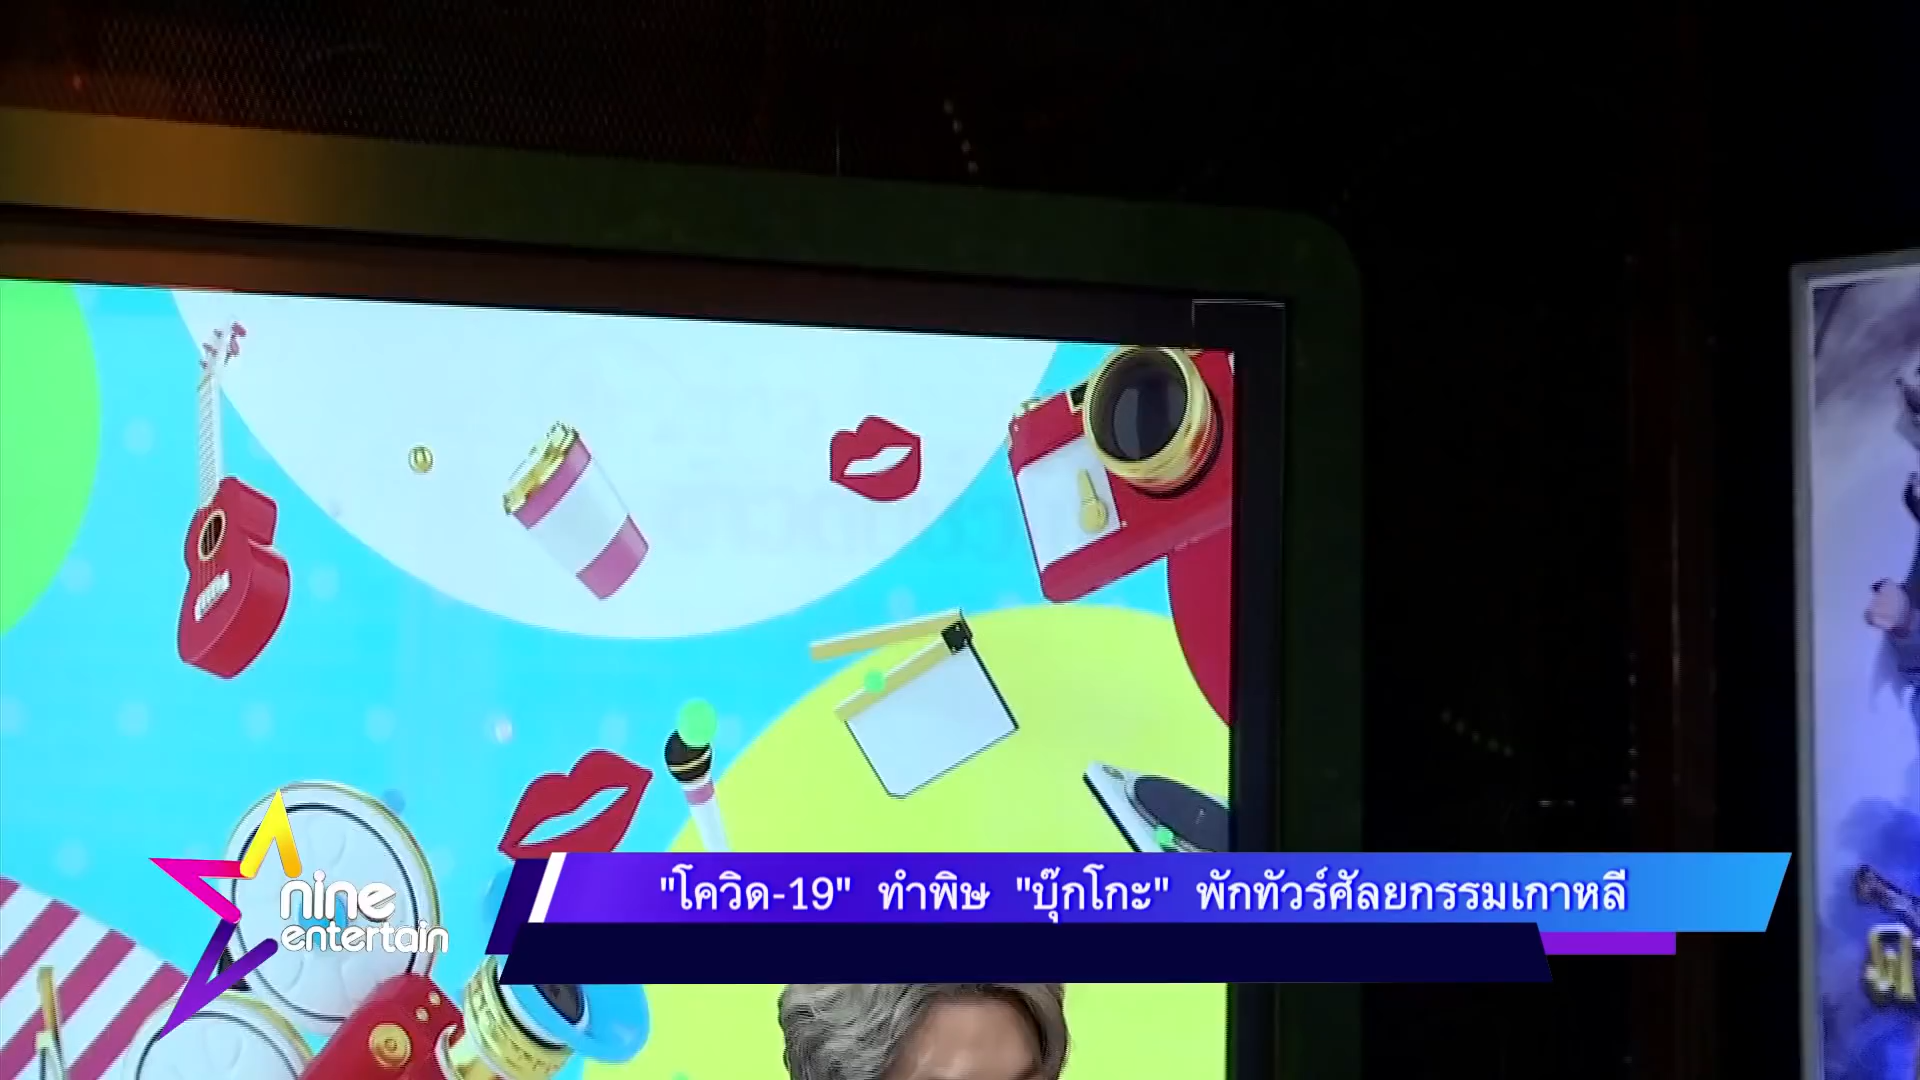 "โควิด-19" ทำพิษ "บุ๊กโกะ" พักทัวร์ศัลยกรรมเกาหลี
nine
entertain